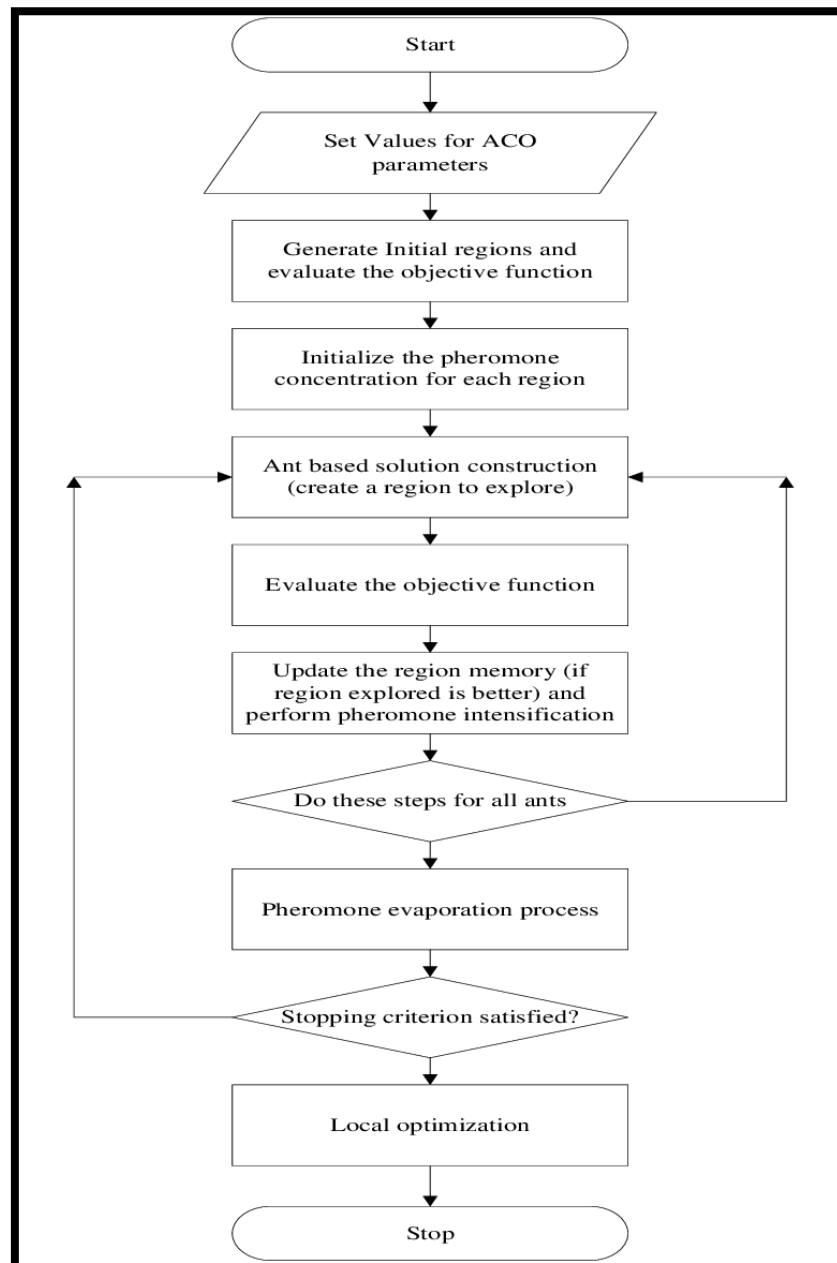 Start
Set Values for ACO
parameters
Generate Initial regions and
evaluate the objective function
Initialize the pheromone
concentration for each region
Ant based solution construction
(create a region to explore)
Evaluate the objective function
Update the region memory (if
region explored is better) and
perform pheromone intensification
Do these steps for all ants
Pheromone evaporation process
Stopping criterion satisfied?
Local optimization
Stop